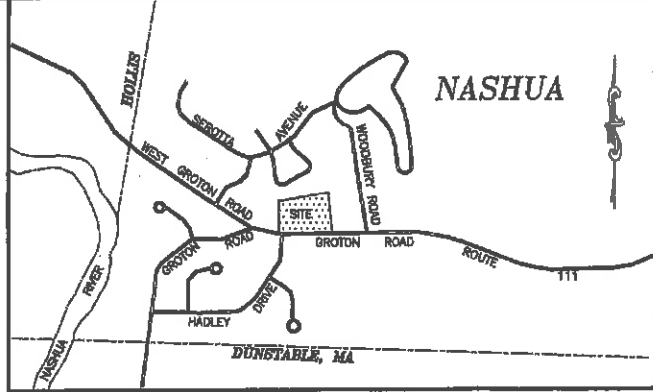 HOLLIS
NASHUA
SEROTTA
AVENUE
WOODBURY ROAD
WEST GROTON ROAD
SITE
GROTON ROAD
GROTON ROAD
ROUTE
111
NASHUA RIVER
HADLEY DRIVE
DUNSTABLE, MA